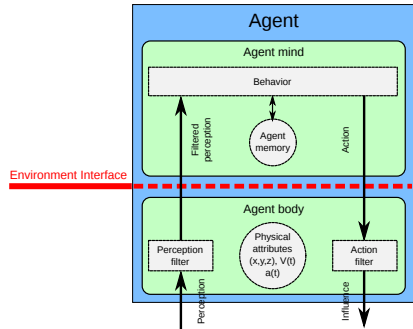 Agent
Agent mind
Behavior
Filtered
perception
Agent
memory
Action
Environment Interface
Agent body
Perception
filter
Physical
attributes
(x,y,z), V(t)
a(t)
Action
filter
Perception
Influence